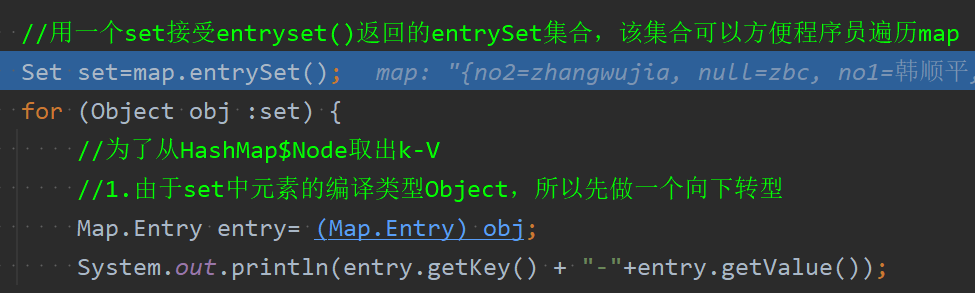 //用一个set接受entryset()返回的entrySet集合，该集合可以方便程序员遍历map
Set set=map.entrySet(); map: "{no2=zhangwujia, null=zbc, no1=韩顺平,
for (Object obj :set) {
//为了从HashMap$Node取出k-V
//1.由于set中元素的编译类型Object，所以先做一个向下转型
Map.Entry entry= (Map.Entry) obj;
System.out.println(entry.getKey() + "-"+entry.getValue());